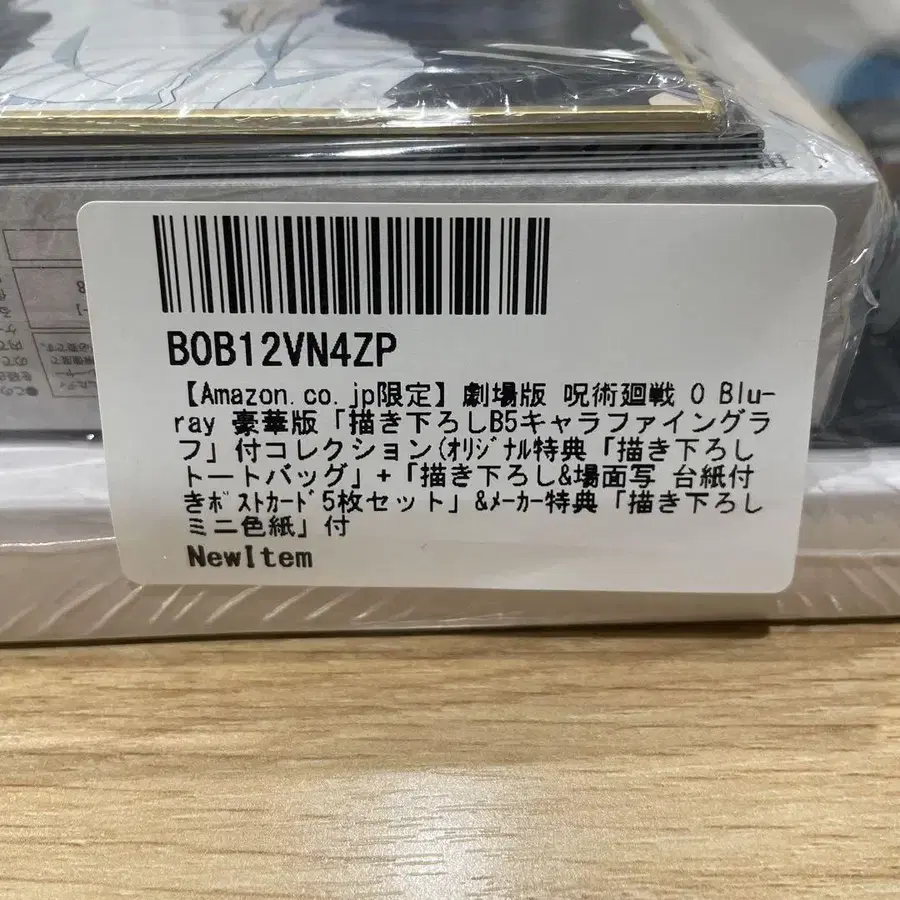 B0B12VN4ZP
【Amazon.co.jp限定】劇場版 呪術廻戦 0 Blu-
ray 豪華版「描き下ろしB5キャラファイングラ
フ」付コレクション(ｵﾘｼﾞﾅﾙ特典「描き下ろし
トートバッグ」+「描き下ろし&場面写 台紙付
きﾎﾟｽﾄｶｰﾄﾞ5枚セット」&ﾒｰｶｰ特典「描き下ろし
ミニ色紙」付
NewItem